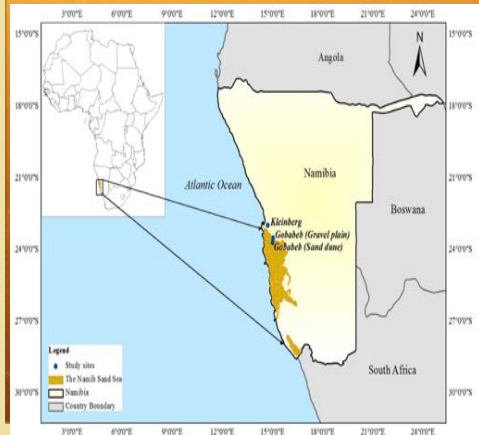 3°0'0"E 6°0'0"E 9°0'0"E 12°0'0"E 15°0'0"E 18°0'0"E 21°0'0"E 24°0'0"E
15°0'0"S 15°0'0"S
N
Angola
18°0'0"S 18°0'0"S
Namibia
Atlantic Ocean
21°0'0"S 21°0'0"S
Botswana
Kleinberg
Gobabeb (Gravel plain)
Gobabeb (Sand dune)
24°0'0"S 24°0'0"S
27°0'0"S 27°0'0"S
Legend
Study sites
The Namib Sand Sea
Namibia
Country Boundary
South Africa
30°0'0"S 30°0'0"S
3°0'0"E 6°0'0"E 9°0'0"E 12°0'0"E 15°0'0"E 18°0'0"E 21°0'0"E 24°0'0"E